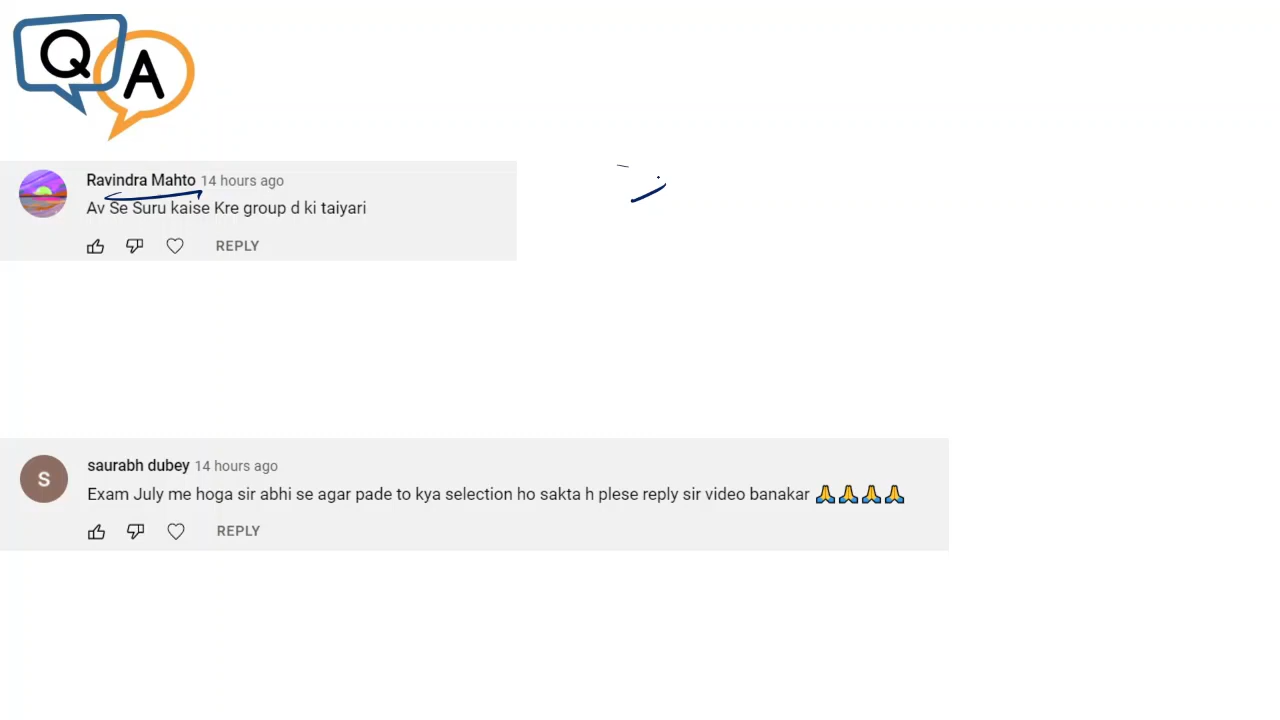 Q A
Ravindra Mahto 14 hours ago
Av Se Suru kaise Kre group d ki taiyari
REPLY
S saurabh dubey 14 hours ago
Exam July me hoga sir abhi se agar pade to kya selection ho sakta h plese reply sir video banakar 🙏🙏🙏🙏
REPLY